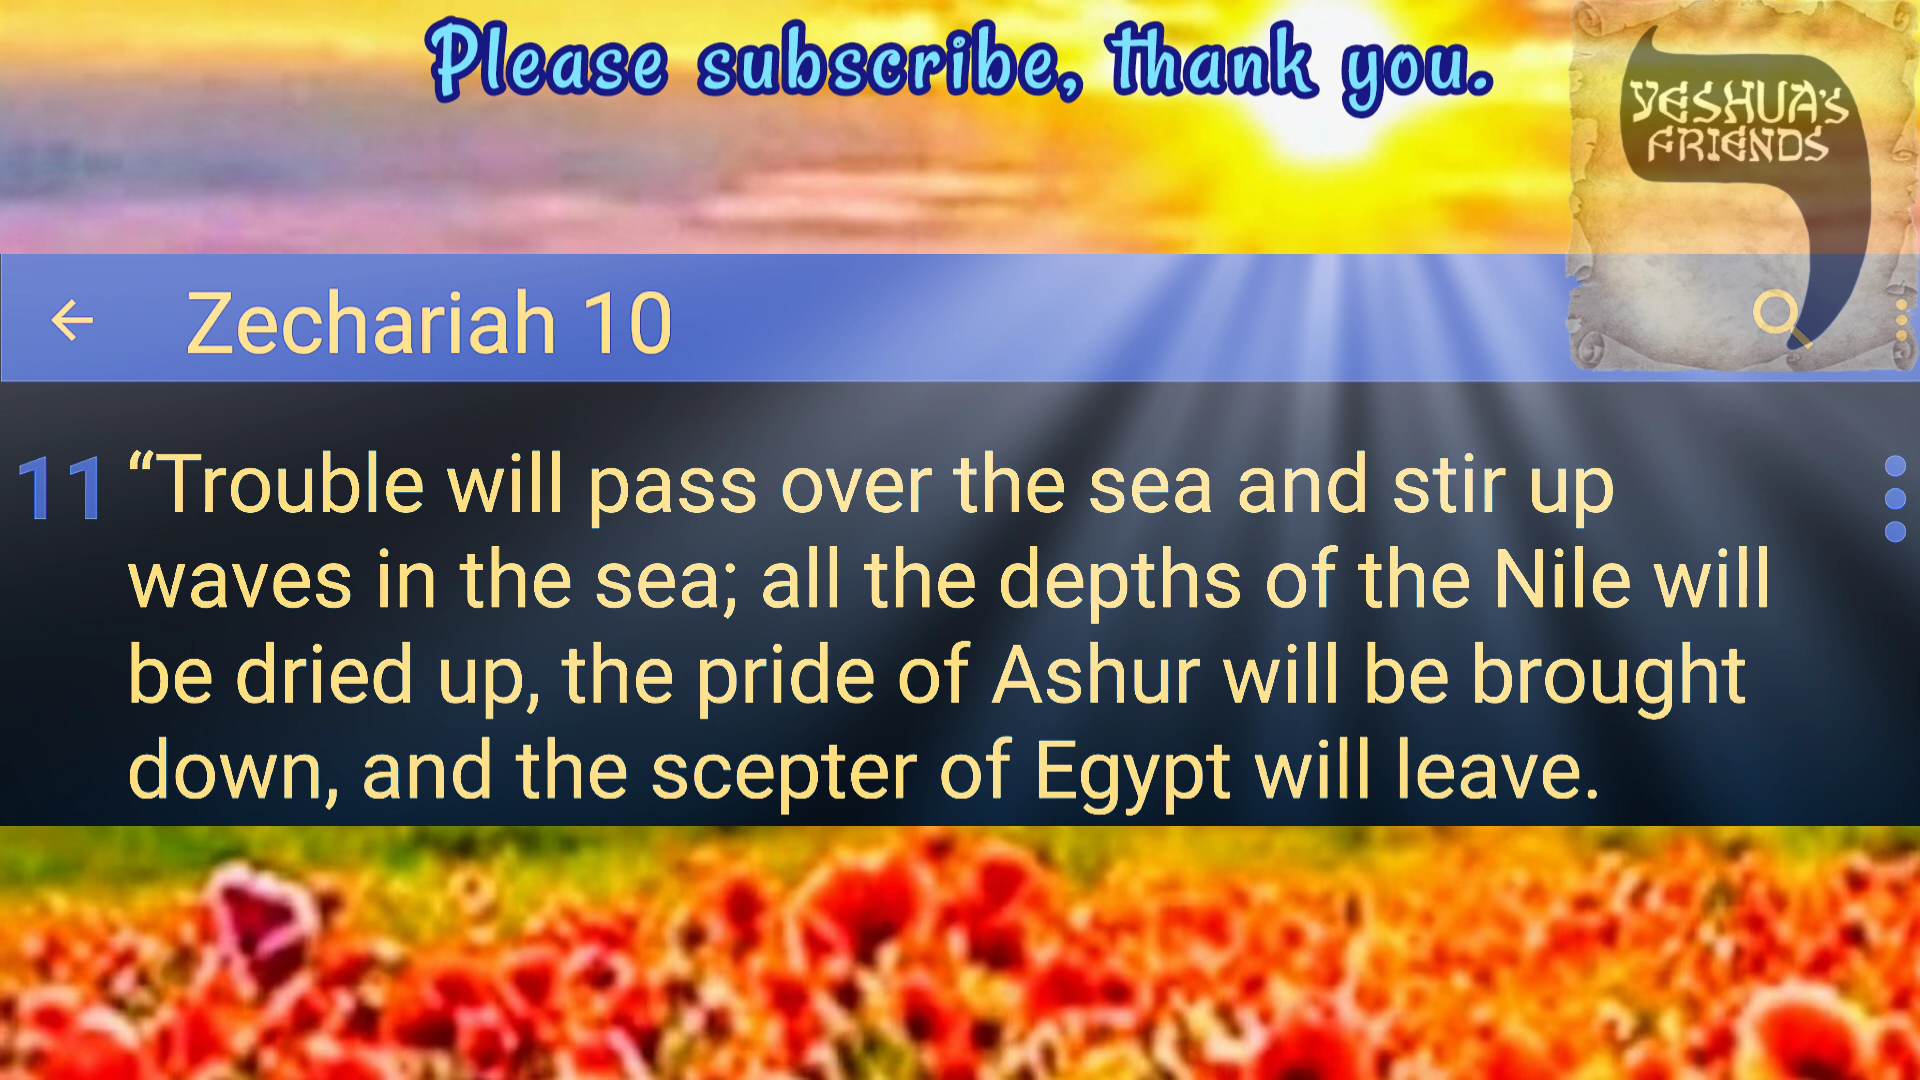 Please subscribe, thank you.
YESHUA'S
FRIENDS
Zechariah 10
11 “Trouble will pass over the sea and stir up
waves in the sea; all the depths of the Nile will
be dried up, the pride of Ashur will be brought
down, and the scepter of Egypt will leave.